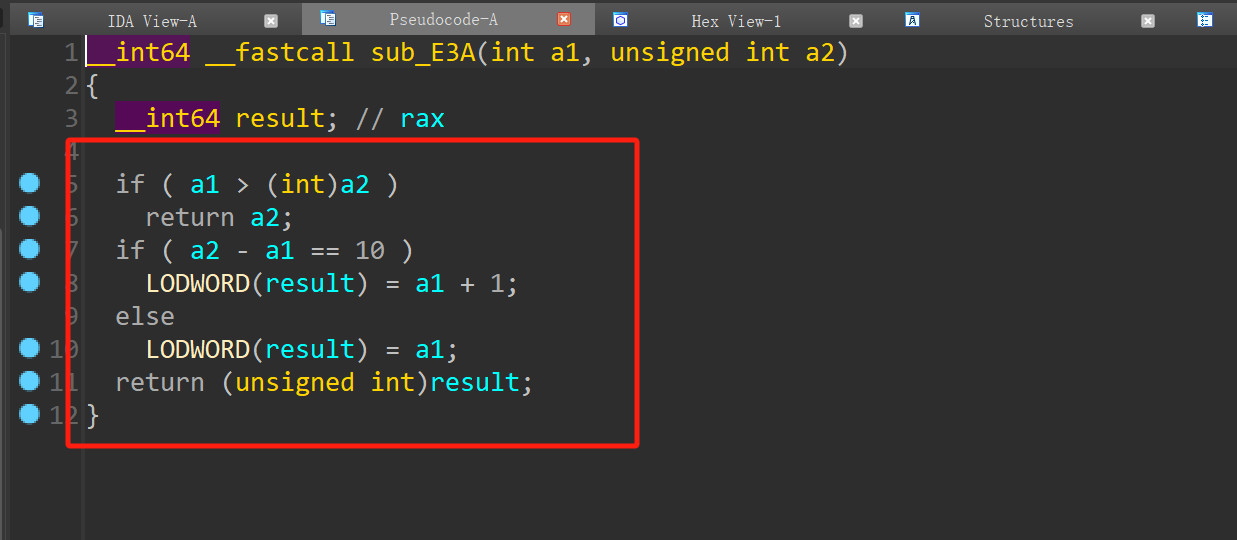 IDA View-A Pseudocode-A Hex View-1 Structures
1 __int64 __fastcall sub_E3A(int a1, unsigned int a2)
2 {
3   __int64 result; // rax
4
5   if ( a1 > (int)a2 )
6     return a2;
7   if ( a2 - a1 == 10 )
8     LODWORD(result) = a1 + 1;
9   else
10     LODWORD(result) = a1;
11   return (unsigned int)result;
12 }